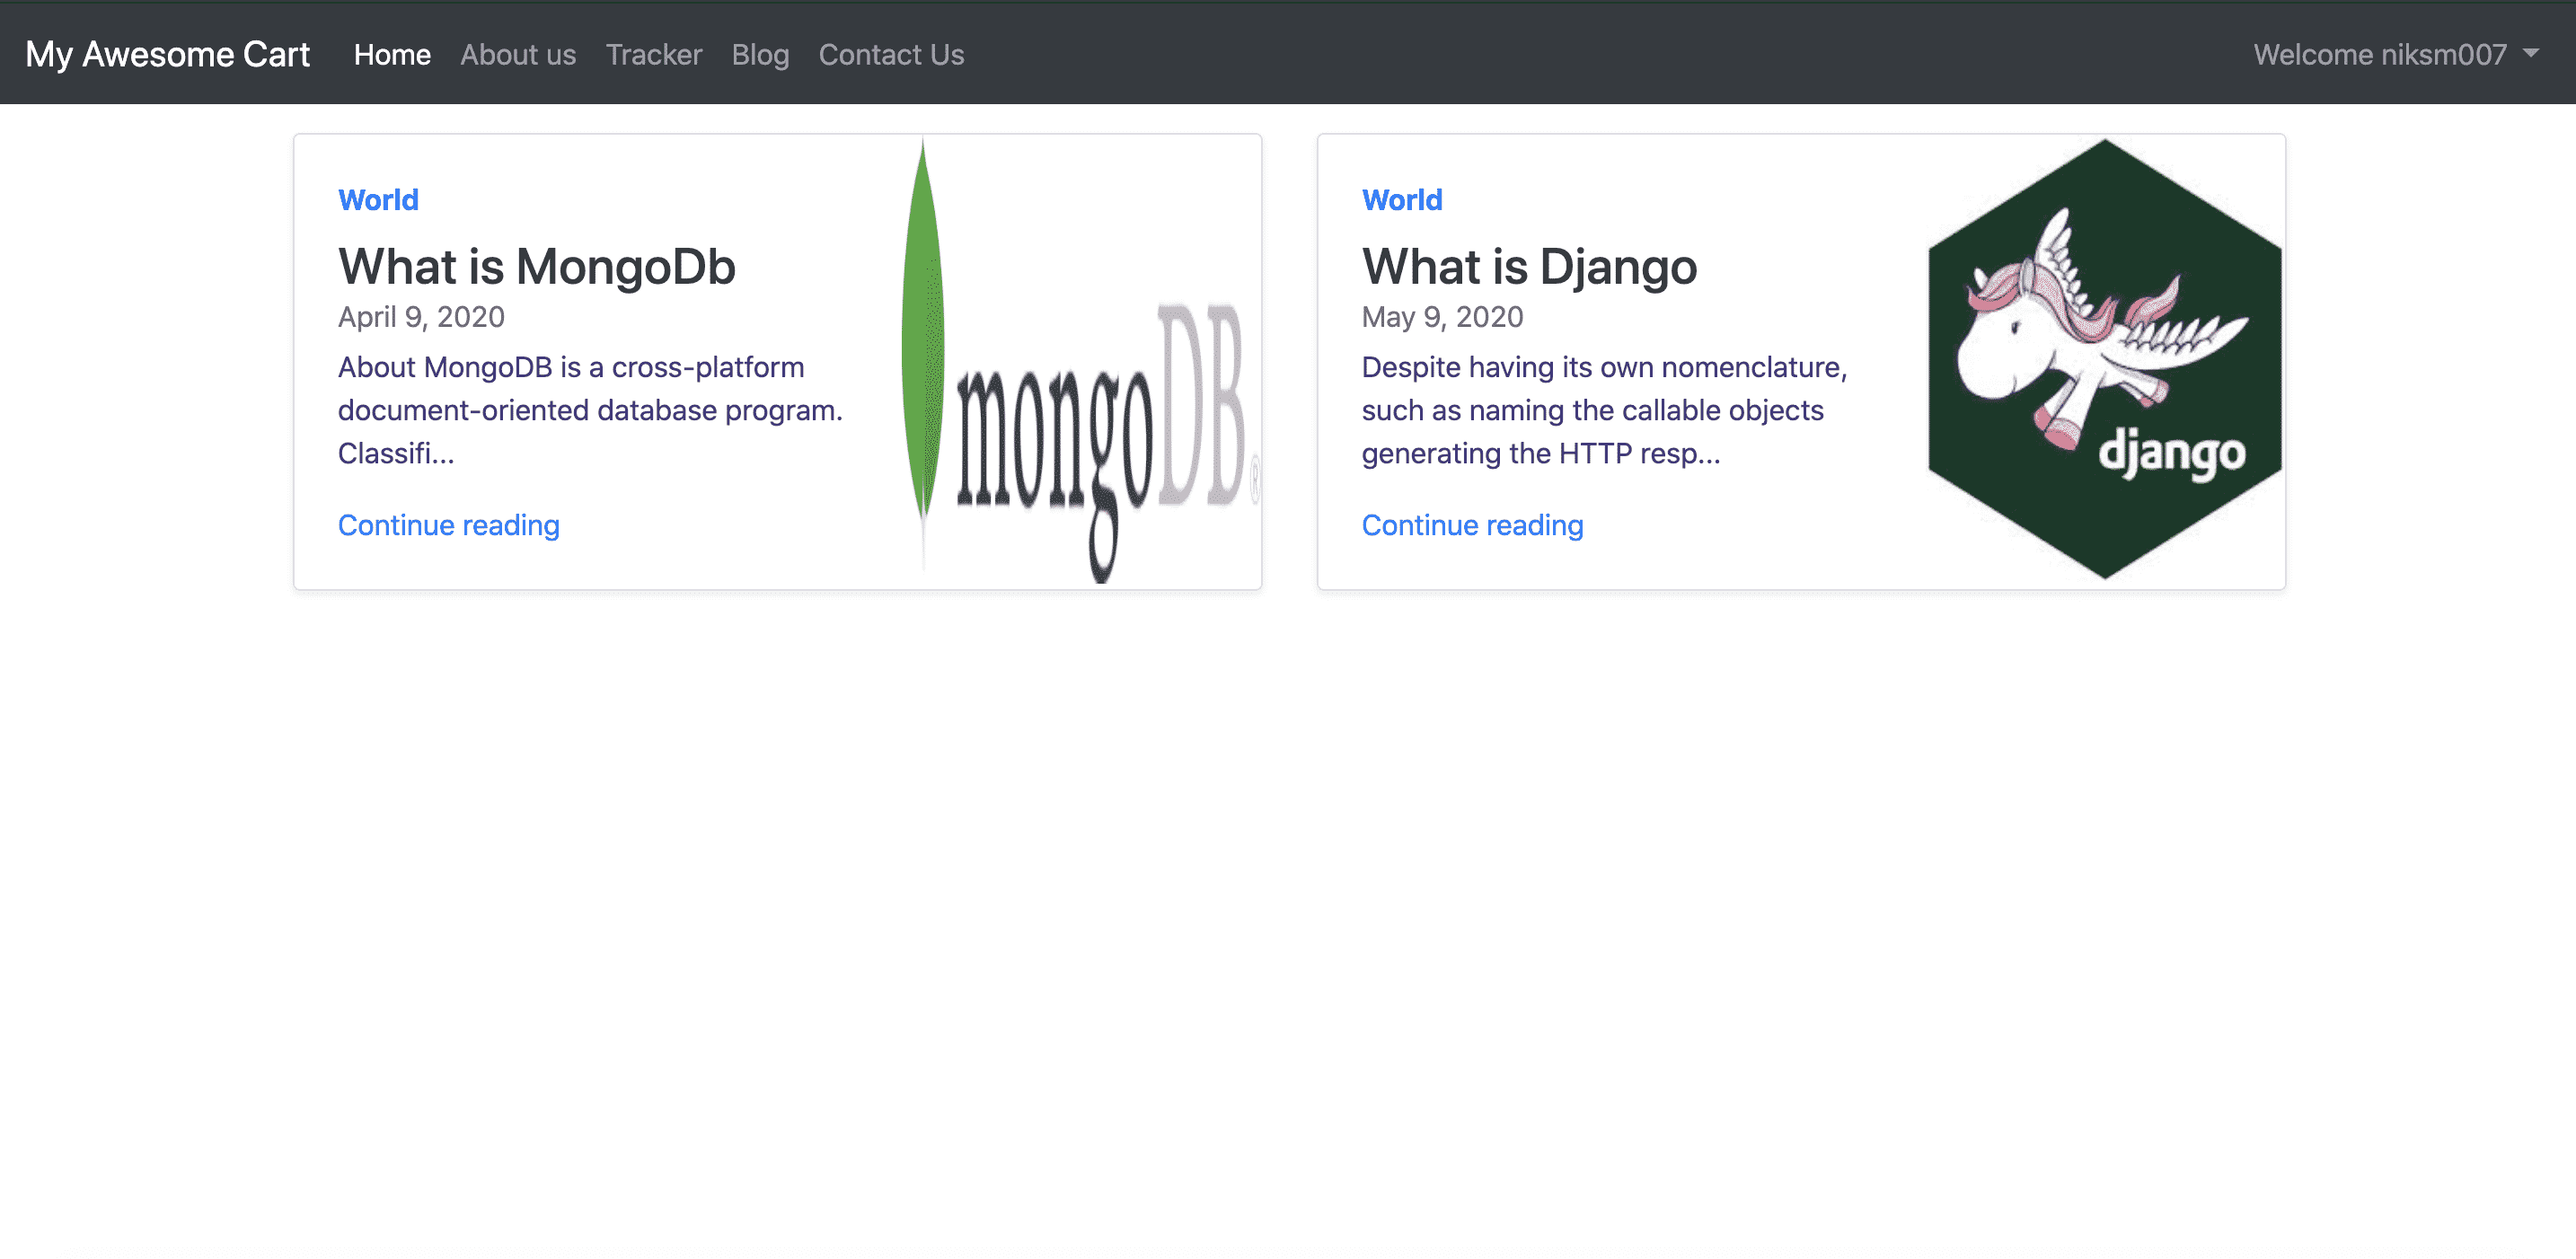 My Awesome Cart Home About us Tracker Blog Contact Us Welcome niksm007
World
What is MongoDb
April 9, 2020
About MongoDB is a cross-platform
document-oriented database program.
Classifi...
Continue reading
mongoDB®
World
What is Django
May 9, 2020
Despite having its own nomenclature,
such as naming the callable objects
generating the HTTP resp...
Continue reading
django